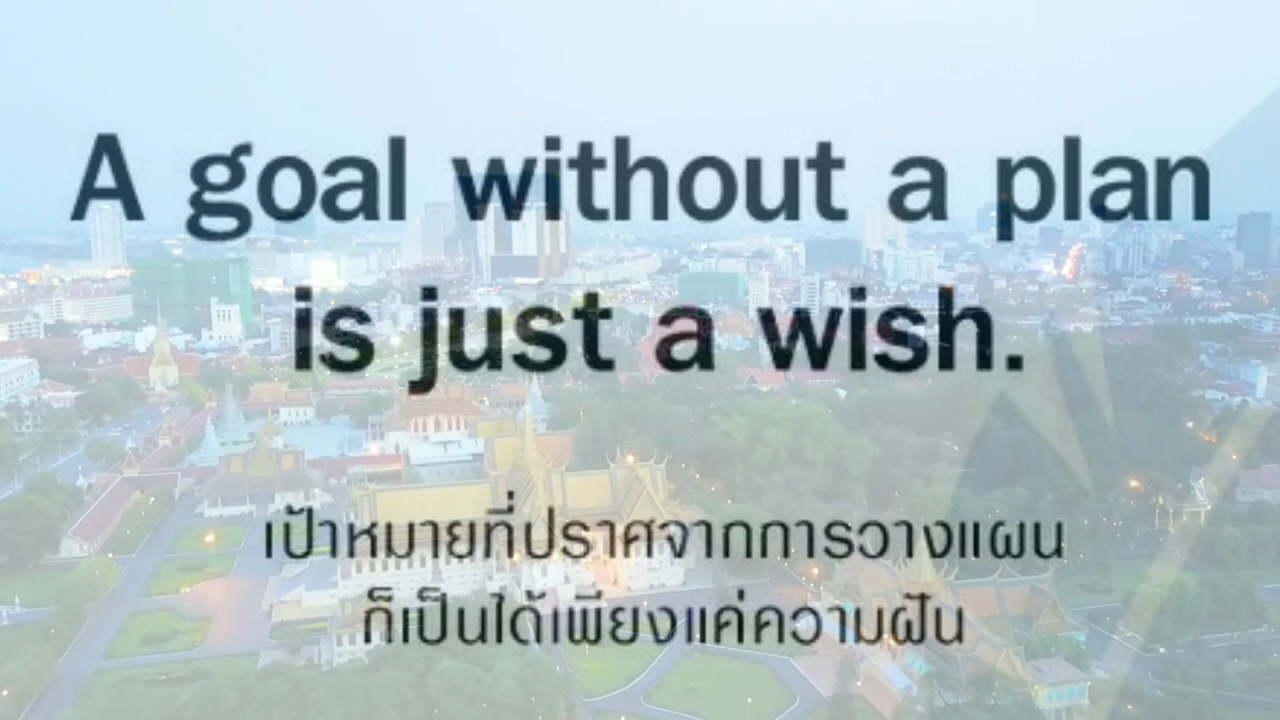 A goal without a plan
is just a wish.
เป้าหมายที่ปราศจากการวางแผน
ก็เป็นได้เพียงแค่ความฝัน